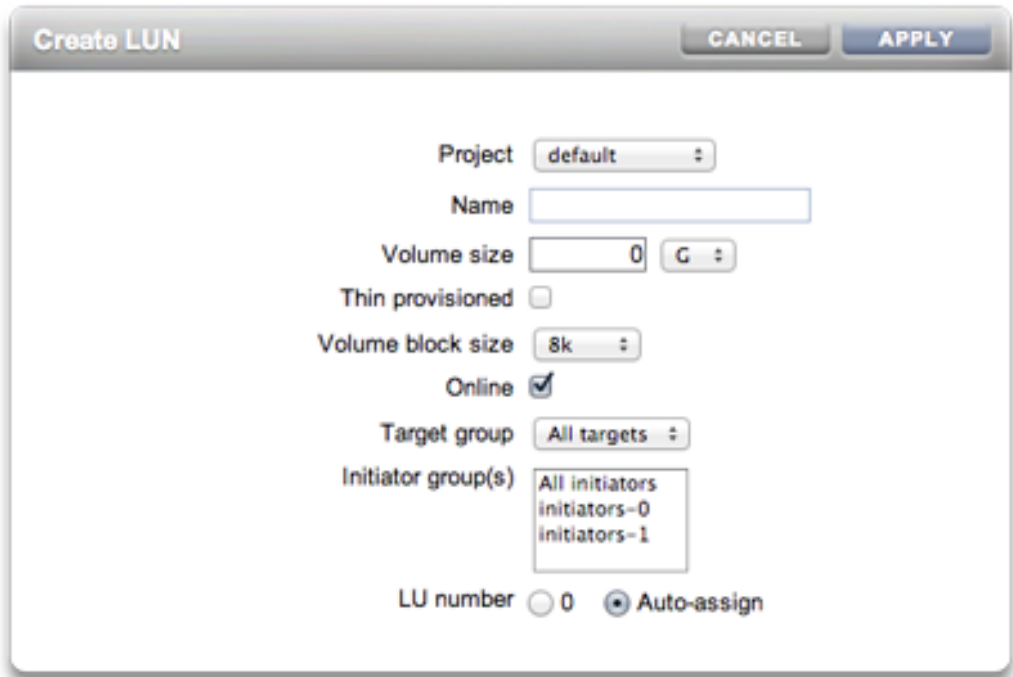 Create LUN CANCEL APPLY
Project default
Name
Volume size 0 G
Thin provisioned
Volume block size 8k
Online
Target group All targets
Initiator group(s) All initiators
initiators-0
initiators-1
LU number 0 Auto-assign